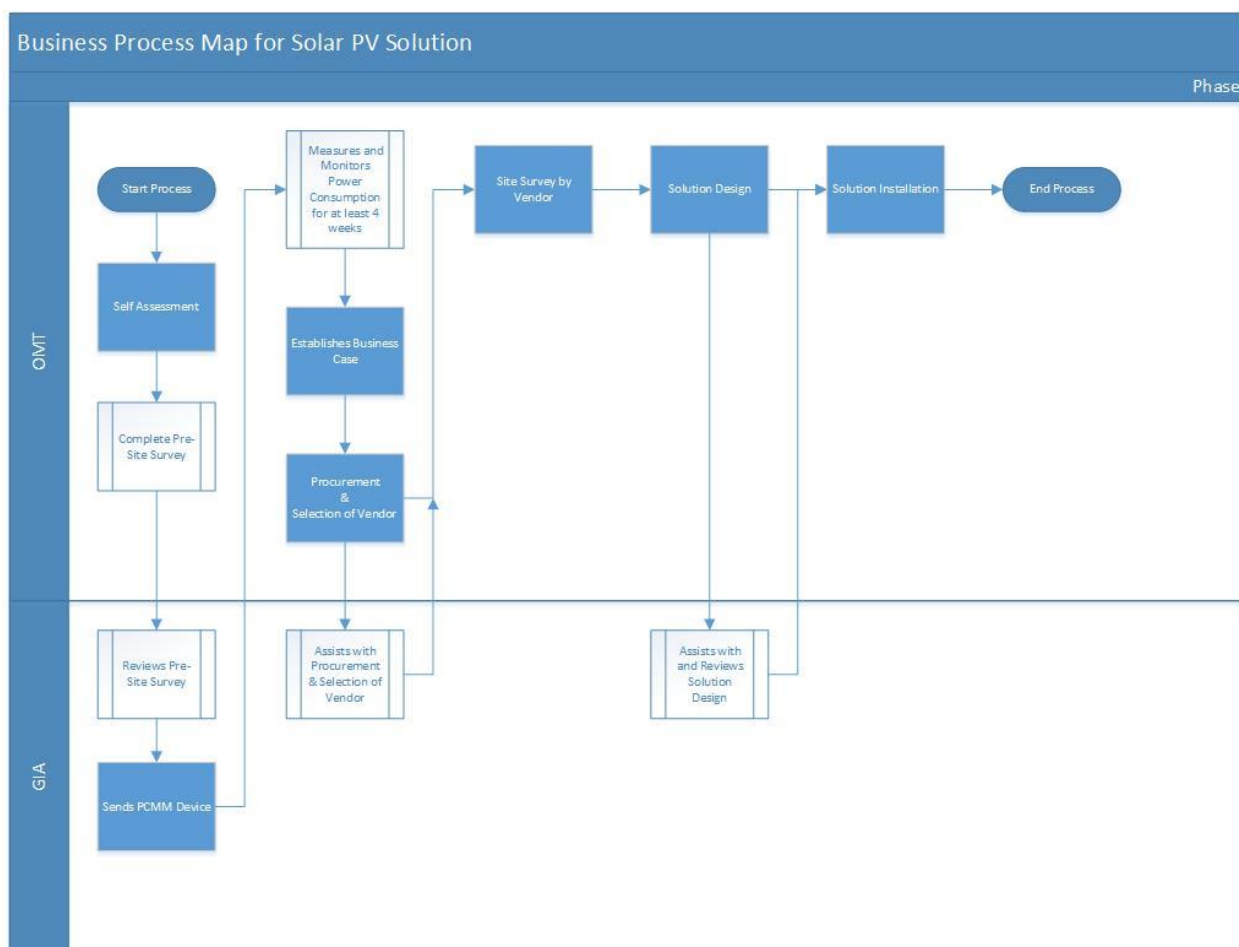 Business Process Map for Solar PV Solution
Phase
OMT
Start Process
Self Assessment
Complete Pre-
Site Survey
Measures and
Monitors
Power
Consumption
for at least 4
weeks
Establishes Business
Case
Procurement
&
Selection of Vendor
Site Survey by
Vendor
Solution Design
Solution Installation
End Process
GIA
Reviews Pre-
Site Survey
Sends PCMM Device
Assists with
Procurement
& Selection of
Vendor
Assists with
and Reviews
Solution
Design